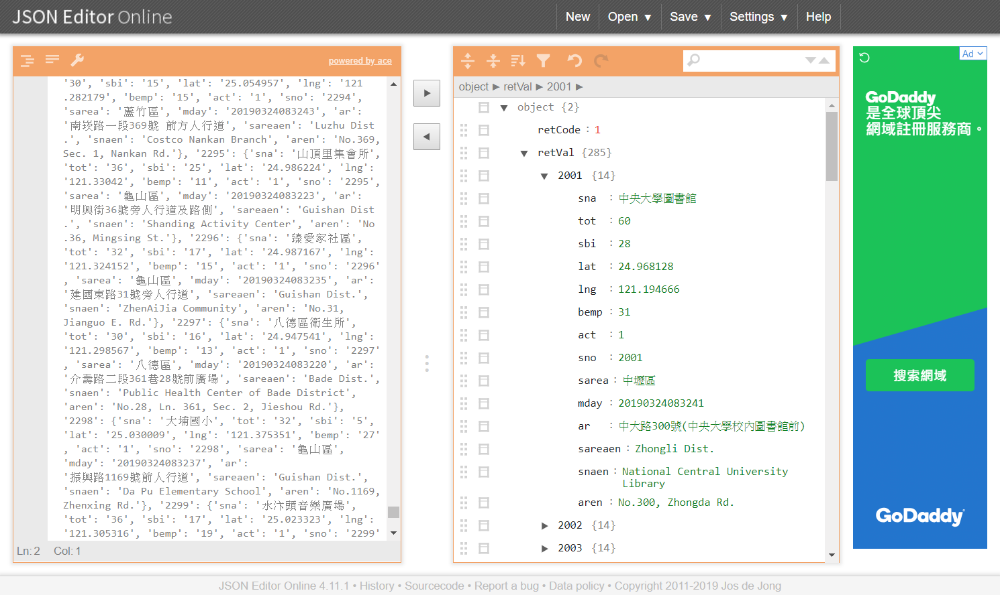 JSON Editor Online
New
Open ▼
Save ▼
Settings ▼
Help
powered by ace
'30', 'sbi': '15', 'lat': '25.054957', 'lng': '121
.282179', 'bemp': '15', 'act': '1', 'sno': '2294',
'sarea': '蘆竹區', 'mday': '20190324083243', 'ar':
'南崁路一段369號 前方人行道', 'sareaen': 'Luzhu Dist
.', 'snaen': 'Costco Nankan Branch', 'aren': 'No.369,
Sec. 1, Nankan Rd.'}, '2295': {'sna': '山頂里集會所',
'tot': '36', 'sbi': '25', 'lat': '24.986224', 'lng':
'121.33042', 'bemp': '11', 'act': '1', 'sno': '2295',
'sarea': '龜山區', 'mday': '20190324083223', 'ar':
'明興街36號旁人行道及路側', 'sareaen': 'Guishan Dist
.', 'snaen': 'Shanding Activity Center', 'aren': 'No
.36, Mingsing St.'}, '2296': {'sna': '臻愛家社區',
'tot': '32', 'sbi': '17', 'lat': '24.987167', 'lng':
'121.324152', 'bemp': '15', 'act': '1', 'sno': '2296'
, 'sarea': '龜山區', 'mday': '20190324083235', 'ar':
'建國東路31號旁人行道', 'sareaen': 'Guishan Dist.',
'snaen': 'ZhenAiJia Community', 'aren': 'No.31,
Jianguo E. Rd.'}, '2297': {'sna': '八德區衛生所',
'tot': '30', 'sbi': '16', 'lat': '24.947541', 'lng':
'121.298567', 'bemp': '13', 'act': '1', 'sno': '2297'
, 'sarea': '八德區', 'mday': '20190324083220', 'ar':
'介壽路二段361巷28號前廣場', 'sareaen': 'Bade Dist.',
'snaen': 'Public Health Center of Bade District',
'aren': 'No.28, Ln. 361, Sec. 2, Jieshou Rd.'},
'2298': {'sna': '大埔國小', 'tot': '32', 'sbi': '5',
'lat': '25.030009', 'lng': '121.375351', 'bemp': '27'
, 'act': '1', 'sno': '2298', 'sarea': '龜山區',
'mday': '20190324083237', 'ar':
'振興路1169號前人行道', 'sareaen': 'Guishan Dist.',
'snaen': 'Da Pu Elementary School', 'aren': 'No.1169,
Zhenxing Rd.'}, '2299': {'sna': '水汴頭音樂廣場',
'tot': '36', 'sbi': '17', 'lat': '25.023323', 'lng':
'121.305316', 'bemp': '19', 'act': '1', 'sno': '2299'
Ln: 2 Col: 1
object ▶ retVal ▶ 2001 ▶
object {2}
retCode : 1
retVal {285}
2001 {14}
sna : 中央大學圖書館
tot : 60
sbi : 28
lat : 24.968128
lng : 121.194666
bemp : 31
act : 1
sno : 2001
sarea : 中壢區
mday : 20190324083241
ar : 中大路300號(中央大學校內圖書館前)
sareaen : Zhongli Dist.
snaen : National Central University
Library
aren : No.300, Zhongda Rd.
2002 {14}
2003 {14}
Ad
GoDaddy
是全球頂尖
網域註冊服務商。
搜索網域
GoDaddy
JSON Editor Online 4.11.1 • History • Sourcecode • Report a bug • Data policy • Copyright 2011-2019 Jos de Jong